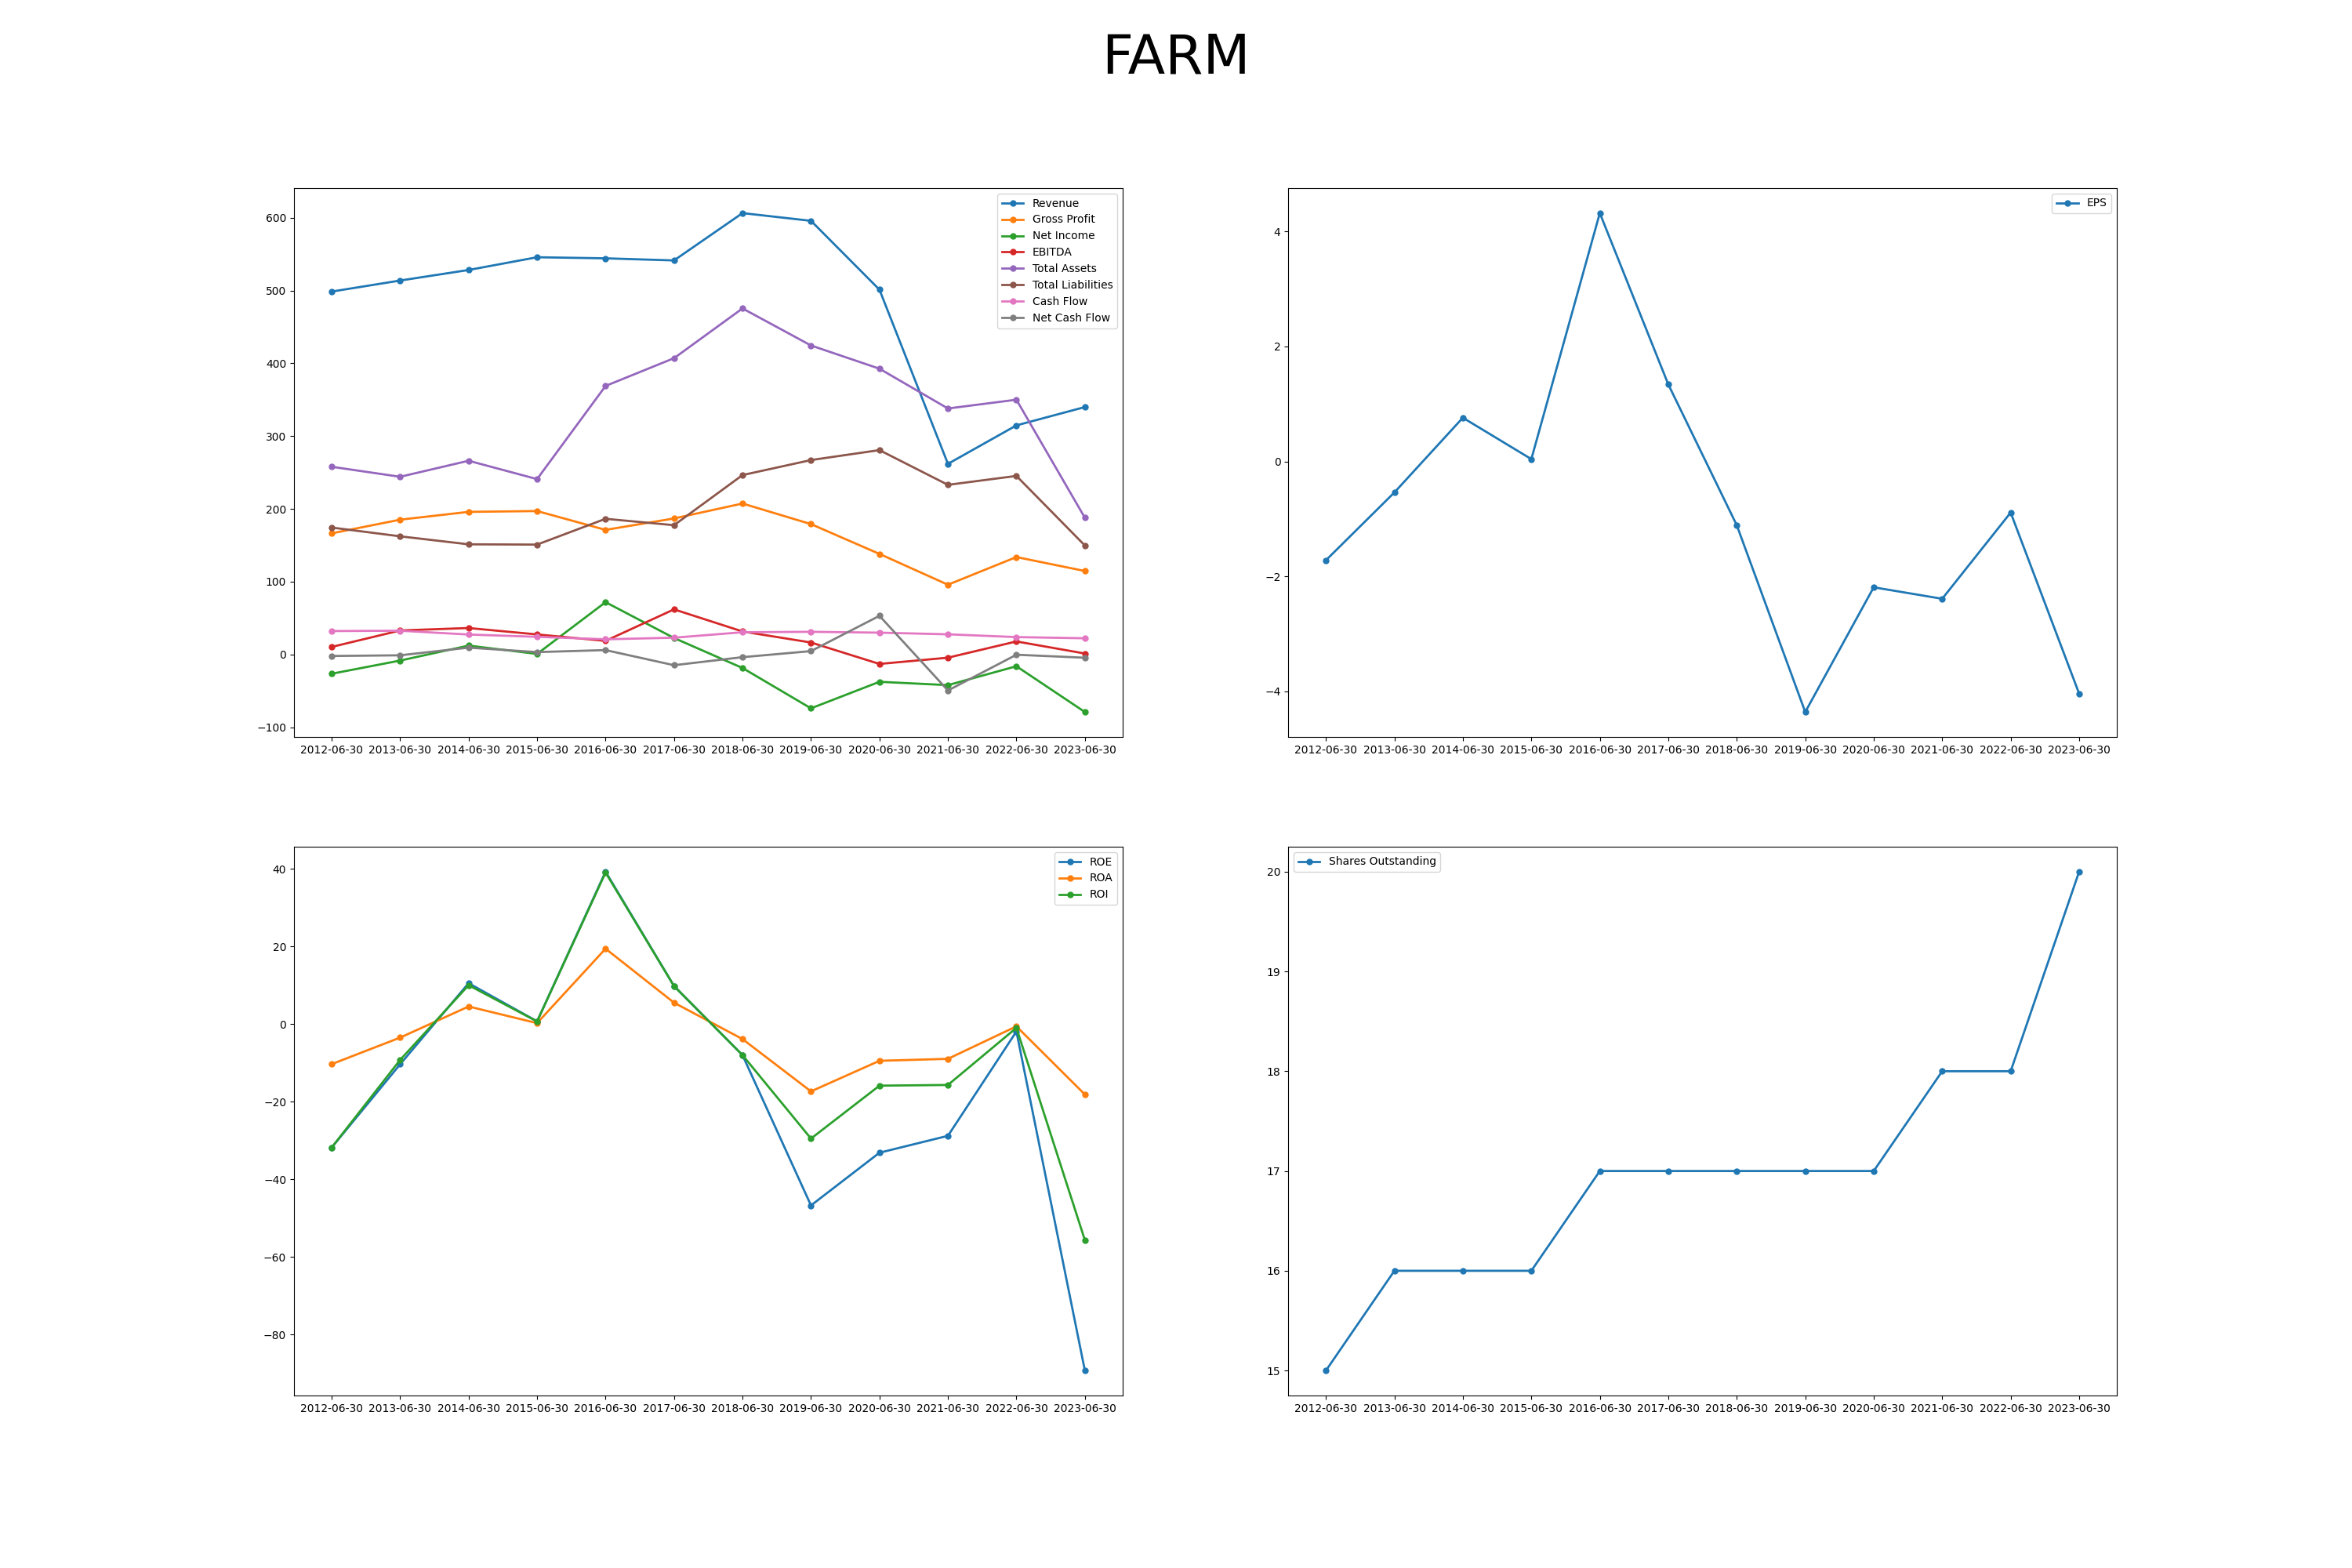 FARM
600
500
400
300
200
100
0
−100
Revenue
Gross Profit
Net Income
EBITDA
Total Assets
Total Liabilities
Cash Flow
Net Cash Flow
2012-06-30 2013-06-30 2014-06-30 2015-06-30 2016-06-30 2017-06-30 2018-06-30 2019-06-30 2020-06-30 2021-06-30 2022-06-30 2023-06-30
4
2
0
−2
−4
EPS
2012-06-30 2013-06-30 2014-06-30 2015-06-30 2016-06-30 2017-06-30 2018-06-30 2019-06-30 2020-06-30 2021-06-30 2022-06-30 2023-06-30
40
20
0
−20
−40
−60
−80
ROE
ROA
ROI
2012-06-30 2013-06-30 2014-06-30 2015-06-30 2016-06-30 2017-06-30 2018-06-30 2019-06-30 2020-06-30 2021-06-30 2022-06-30 2023-06-30
20
19
18
17
16
15
Shares Outstanding
2012-06-30 2013-06-30 2014-06-30 2015-06-30 2016-06-30 2017-06-30 2018-06-30 2019-06-30 2020-06-30 2021-06-30 2022-06-30 2023-06-30